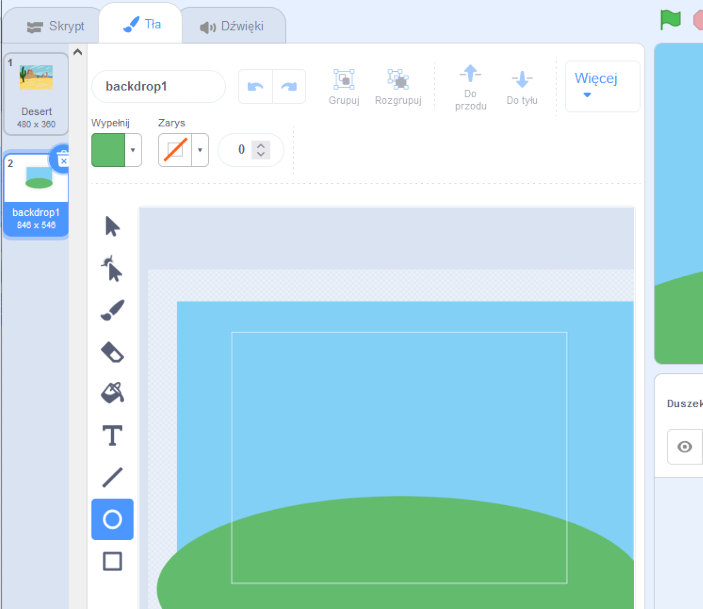 Skrypt
Tła
Dźwięki
1
Desert
480 x 360
2
backdrop1
846 x 546
backdrop1
Grupuj
Rozgrupuj
Do
przodu
Do tyłu
Więcej
Wypełnij
Zarys
0
T
Duszek